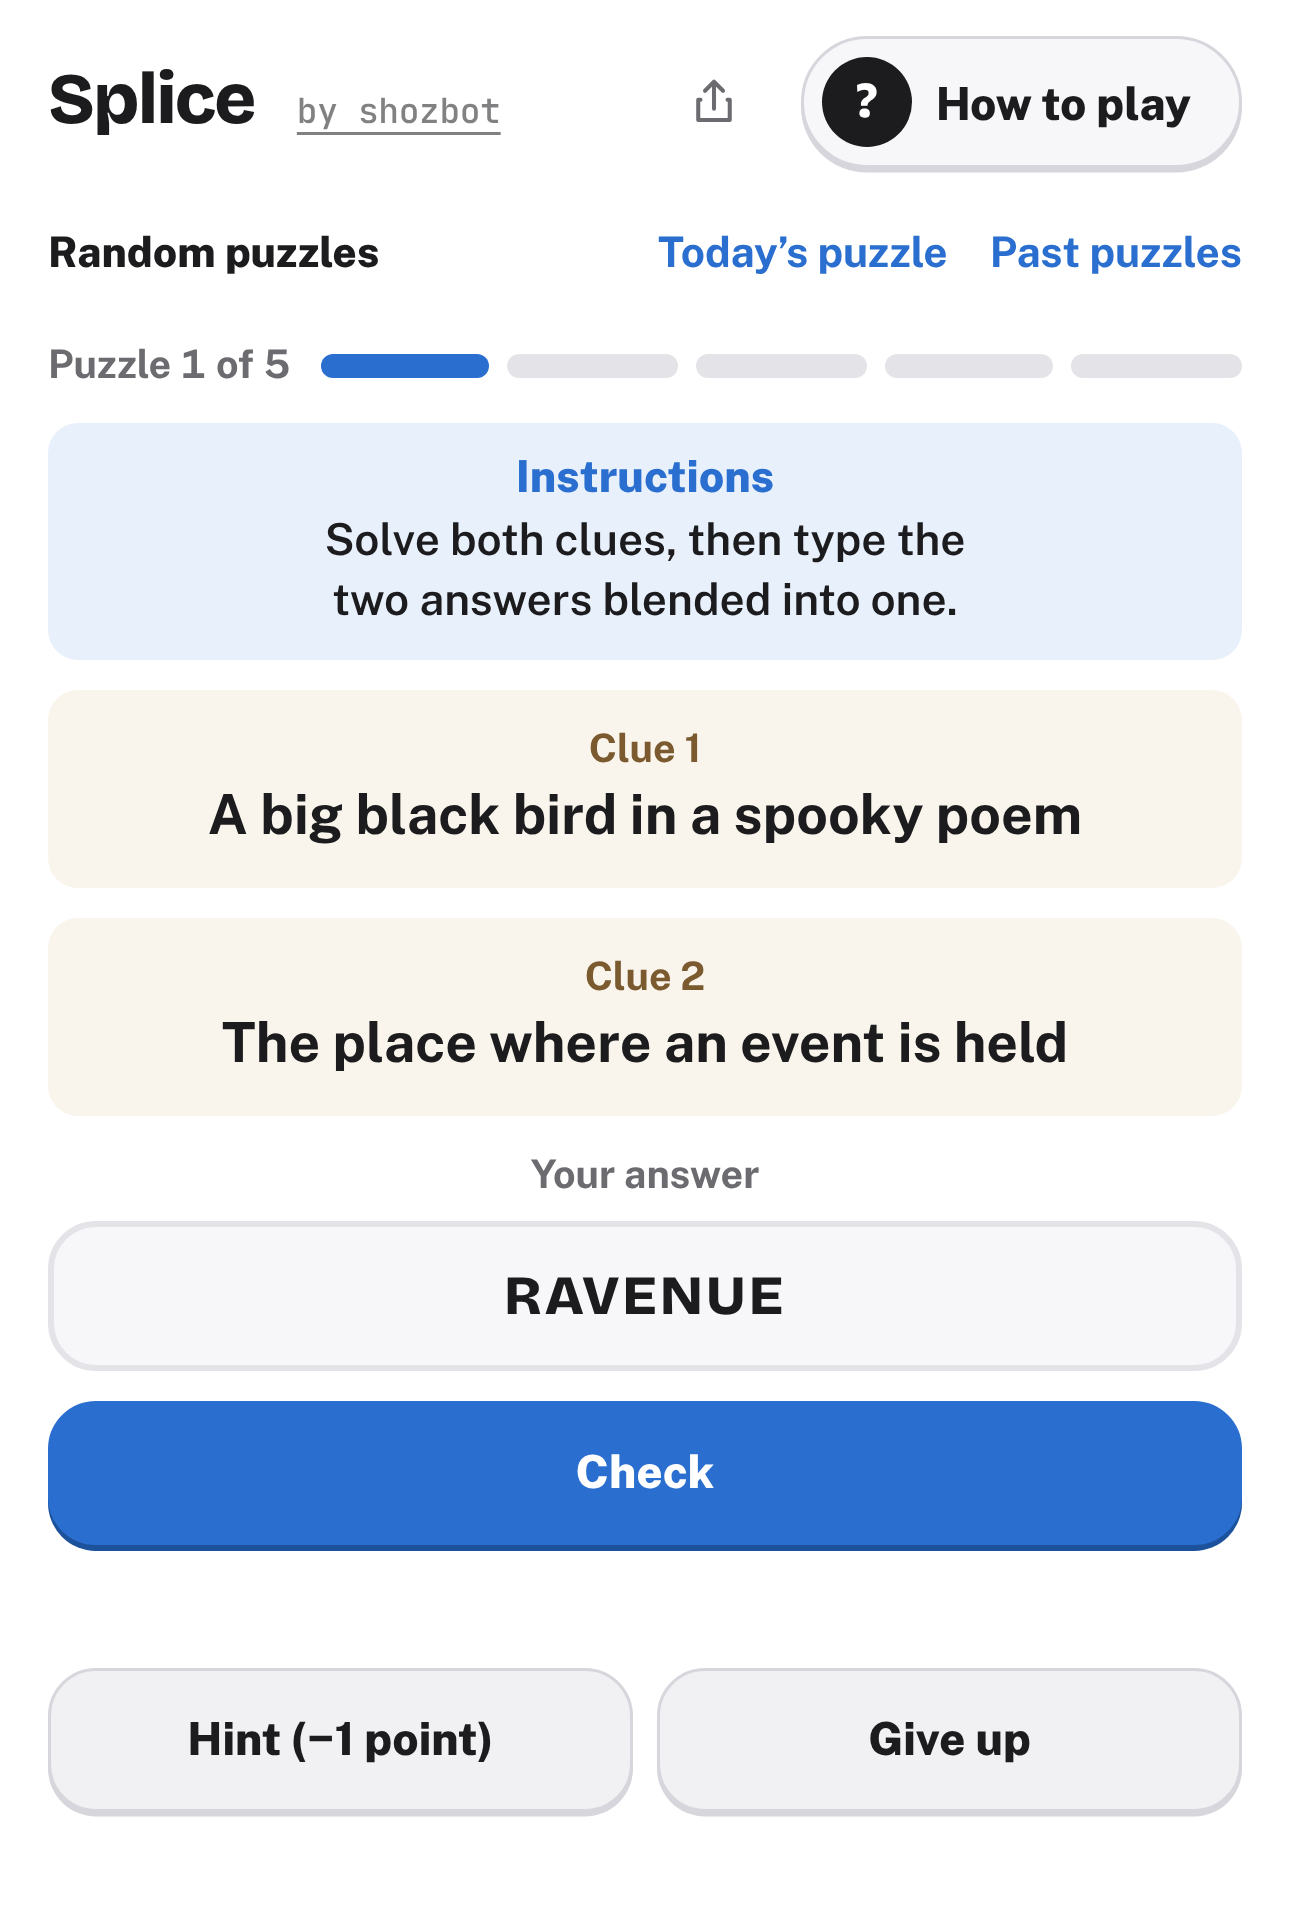 Splice by shozbot
? How to play
Random puzzles Today’s puzzle Past puzzles
Puzzle 1 of 5
Instructions
Solve both clues, then type the
two answers blended into one.
Clue 1
A big black bird in a spooky poem
Clue 2
The place where an event is held
Your answer
RAVENUE
Check
Hint (−1 point) Give up